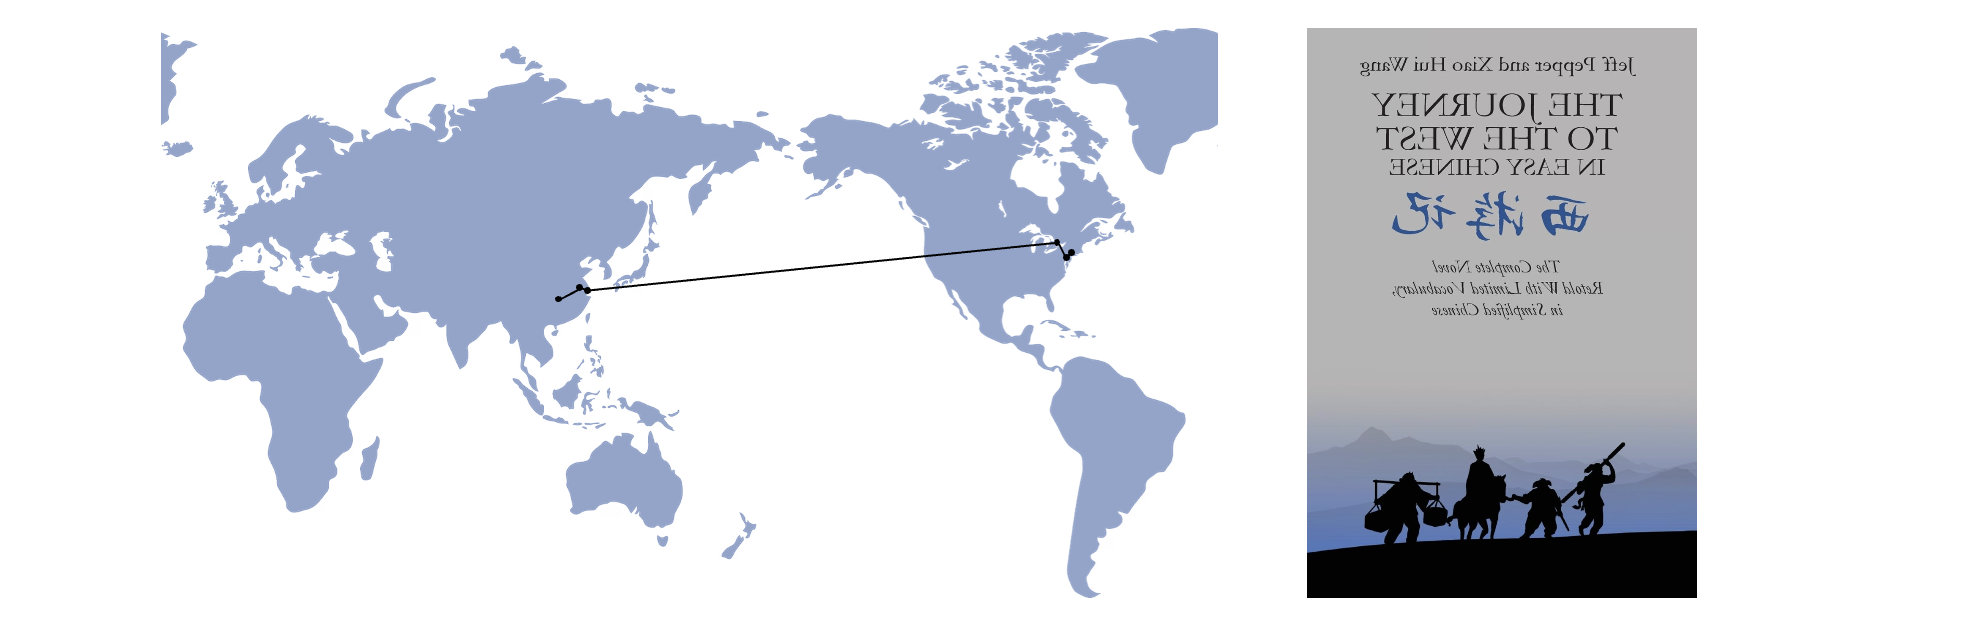 Jeff Pepper and Xiao Hui Wang
THE JOURNEY
TO THE WEST
IN EASY CHINESE
西游记
The Complete Novel
Retold With Limited Vocabulary,
in Simplified Chinese